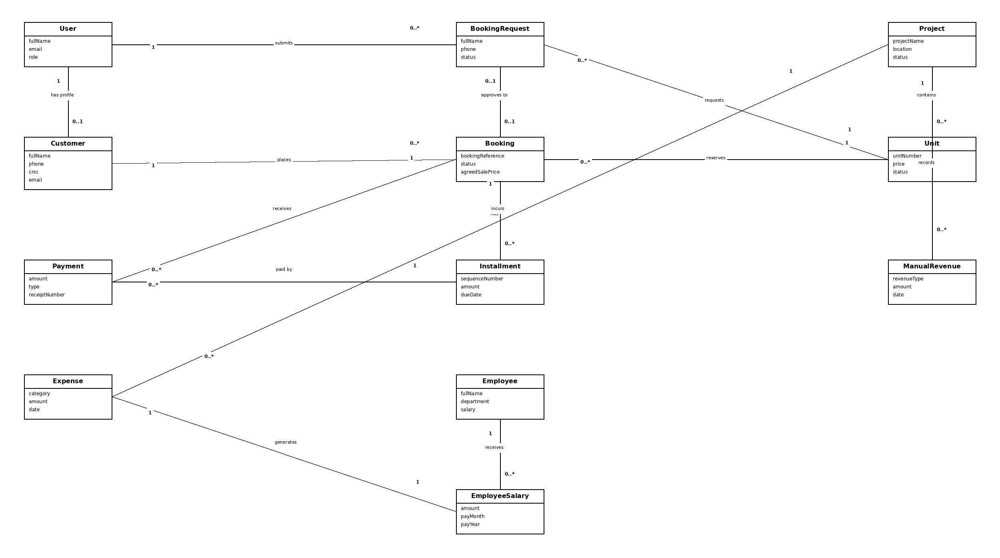 User
fullName
email
role
1
submits
0..*
BookingRequest
fullName
phone
status
Project
projectName
location
status
0..*
1
1
has profile
0..1
0..1
approves to
0..1
requests
1
1
contains
0..*
Customer
fullName
phone
cnic
email
1
places
0..*
1
Booking
bookingReference
status
agreedSalePrice
0..*
reserves
1
Unit
unitNumber
price
status
records
receives
1
incurs
has
0..*
0..*
0..*
Payment
amount
type
receiptNumber
0..*
paid by
1
Installment
sequenceNumber
amount
dueDate
ManualRevenue
revenueType
amount
date
0..*
Expense
category
amount
date
1
generates
1
Employee
fullName
department
salary
1
receives
0..*
EmployeeSalary
amount
payMonth
payYear